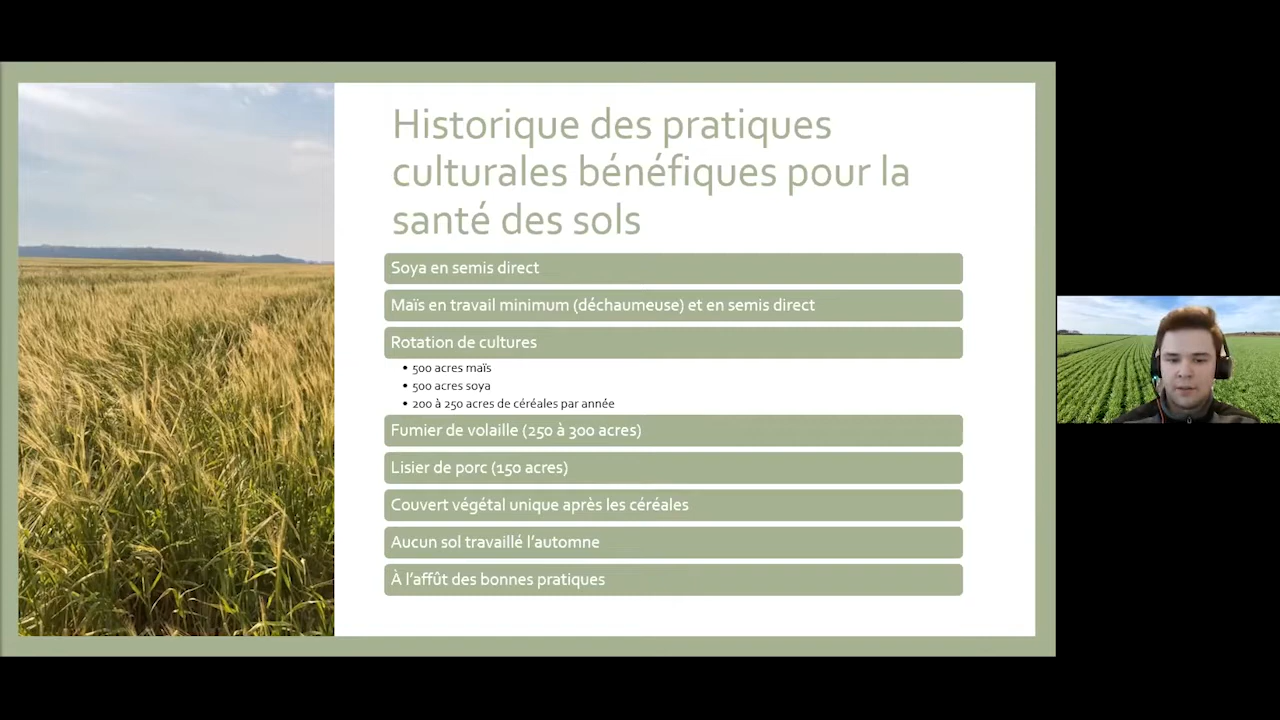 Historique des pratiques
culturales bénéfiques pour la
santé des sols
Soya en semis direct
Maïs en travail minimum (déchaumeuse) et en semis direct
Rotation de cultures
• 500 acres maïs
• 500 acres soya
• 200 à 250 acres de céréales par année
Fumier de volaille (250 à 300 acres)
Lisier de porc (150 acres)
Couvert végétal unique après les céréales
Aucun sol travaillé l'automne
À l'affût des bonnes pratiques